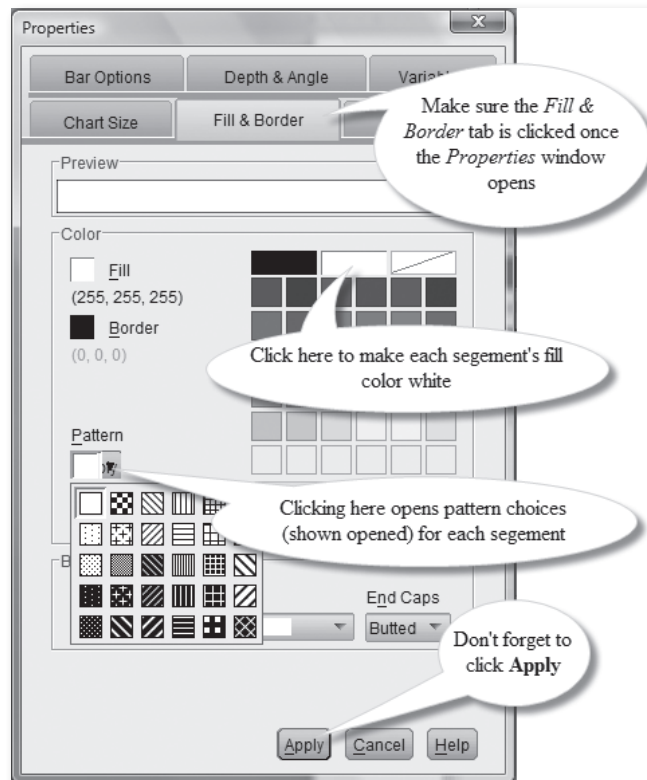 Properties
Bar Options
Depth & Angle
Chart Size
Fill & Border
Make sure the Fill &
Border tab is clicked once
the Properties window
opens
Preview
Color
Fill
(255, 255, 255)
Border
(0, 0, 0)
Click here to make each segement's fill
color white
Pattern
Clicking here opens pattern choices
(shown opened) for each segement
End Caps
Butted
Don't forget to
click Apply
Apply
Cancel
Help